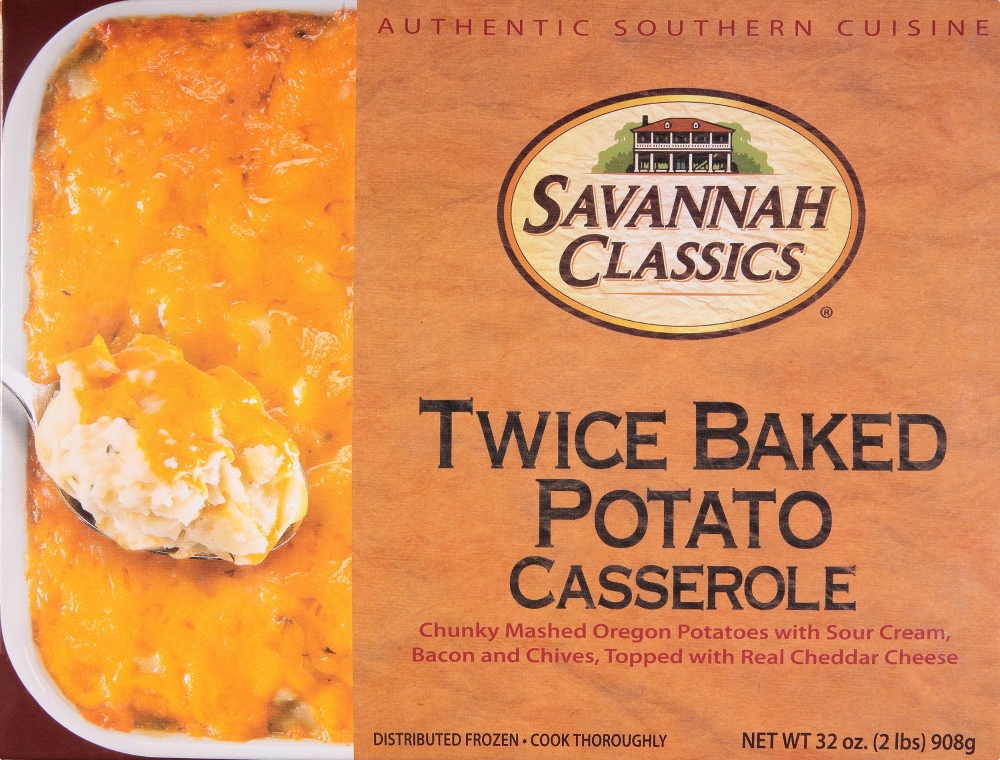 AUTHENTIC SOUTHERN CUISINE
SAVANNAH
CLASSICS
®
TWICE BAKED
POTATO
CASSEROLE
Chunky Mashed Oregon Potatoes with Sour Cream,
Bacon and Chives, Topped with Real Cheddar Cheese
DISTRIBUTED FROZEN • COOK THOROUGHLY
NET WT 32 oz. (2 lbs) 908g